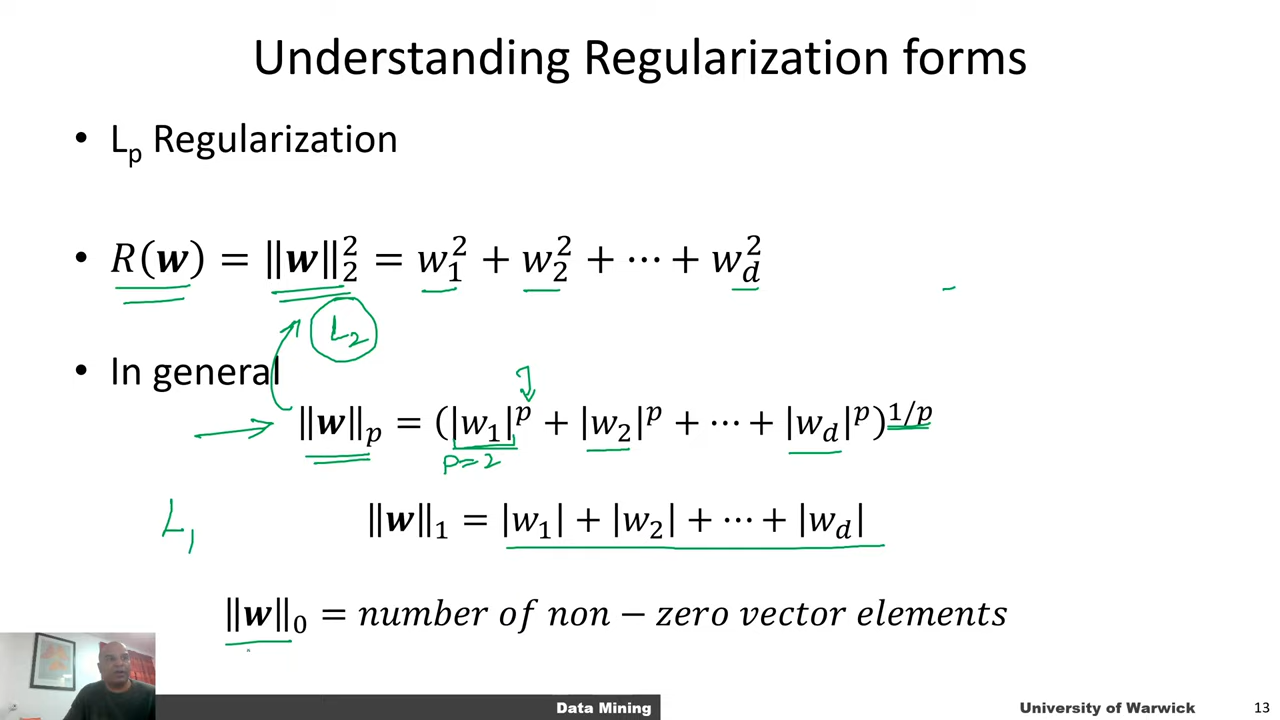 Understanding Regularization forms
• Lₚ Regularization
• R(w) = ‖w‖₂² = w₁² + w₂² + ⋯ + w_d²
L₂
• In general
‖w‖ₚ = (|w₁|ᵖ + |w₂|ᵖ + ⋯ + |w_d|ᵖ)^{1/p}
p=2
L₁
‖w‖₁ = |w₁| + |w₂| + ⋯ + |w_d|
‖w‖₀ = number of non − zero vector elements
Data Mining
University of Warwick
13